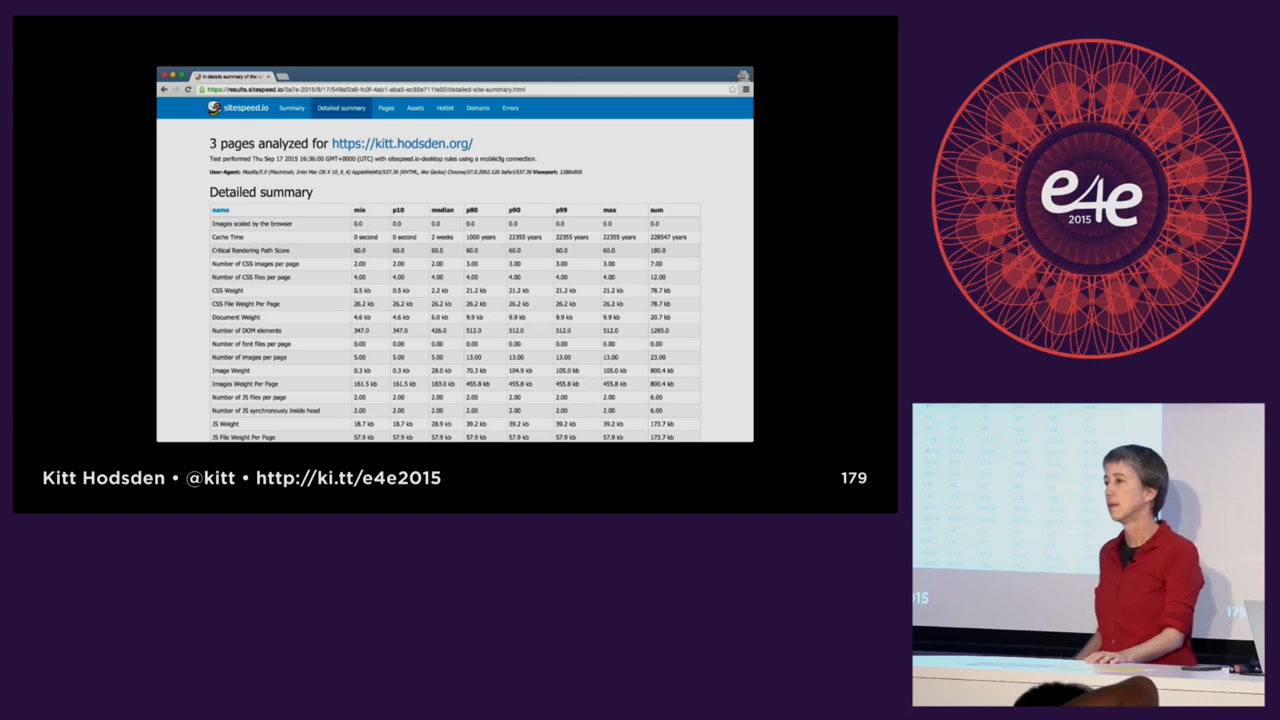 In details summary of the se
https://results.sitespeed.io/
detailed-site-summary.html
sitespeed.io Summary Detailed summary Pages Assets Hotlist Domains Errors
3 pages analyzed for https://kitt.hodsden.org/
Test performed Thu Sep 17 2015 16:36:00 GMT+0000 (UTC) with sitespeed.io-desktop rules using a mobile3g connection.
User-Agent: Mozilla/5.0 (Macintosh; Intel Mac OS X 10_9_4) AppleWebKit/537.36 (KHTML, like Gecko) Chrome/37.0.2062.120 Safari/537.36 Viewport: 1280x800
Detailed summary
name min p10 median p80 p90 p99 max sum
Images scaled by the browser 0.0 0.0 0.0 0.0 0.0 0.0 0.0 0.0
Cache Time 0 second 0 second 2 weeks 1000 years 22355 years 22355 years 22355 years 228547 years
Critical Rendering Path Score 60.0 60.0 60.0 60.0 60.0 60.0 60.0 180.0
Number of CSS images per page 2.00 2.00 2.00 3.00 3.00 3.00 3.00 7.00
Number of CSS files per page 4.00 4.00 4.00 4.00 4.00 4.00 4.00 12.00
CSS Weight 0.5 kb 0.5 kb 2.2 kb 21.2 kb 21.2 kb 21.2 kb 21.2 kb 78.7 kb
CSS File Weight Per Page 26.2 kb 26.2 kb 26.2 kb 26.2 kb 26.2 kb 26.2 kb 26.2 kb 78.7 kb
Document Weight 4.6 kb 4.6 kb 6.0 kb 9.9 kb 9.9 kb 9.9 kb 9.9 kb 20.7 kb
Number of DOM elements 347.0 347.0 426.0 512.0 512.0 512.0 512.0 1285.0
Number of font files per page 0.00 0.00 0.00 0.00 0.00 0.00 0.00 0.00
Number of images per page 5.00 5.00 5.00 13.00 13.00 13.00 13.00 23.00
Image Weight 0.3 kb 0.3 kb 28.0 kb 70.3 kb 104.9 kb 105.0 kb 105.0 kb 800.4 kb
Images Weight Per Page 161.5 kb 161.5 kb 183.0 kb 455.8 kb 455.8 kb 455.8 kb 455.8 kb 800.4 kb
Number of JS files per page 2.00 2.00 2.00 2.00 2.00 2.00 2.00 6.00
Number of JS synchronously inside head 2.00 2.00 2.00 2.00 2.00 2.00 2.00 6.00
JS Weight 18.7 kb 18.7 kb 28.9 kb 39.2 kb 39.2 kb 39.2 kb 39.2 kb 173.7 kb
JS File Weight Per Page 57.9 kb 57.9 kb 57.9 kb 57.9 kb 57.9 kb 57.9 kb 57.9 kb 173.7 kb
Kitt Hodsden • @kitt • http://ki.tt/e4e2015
179
e4e
2015
15
179